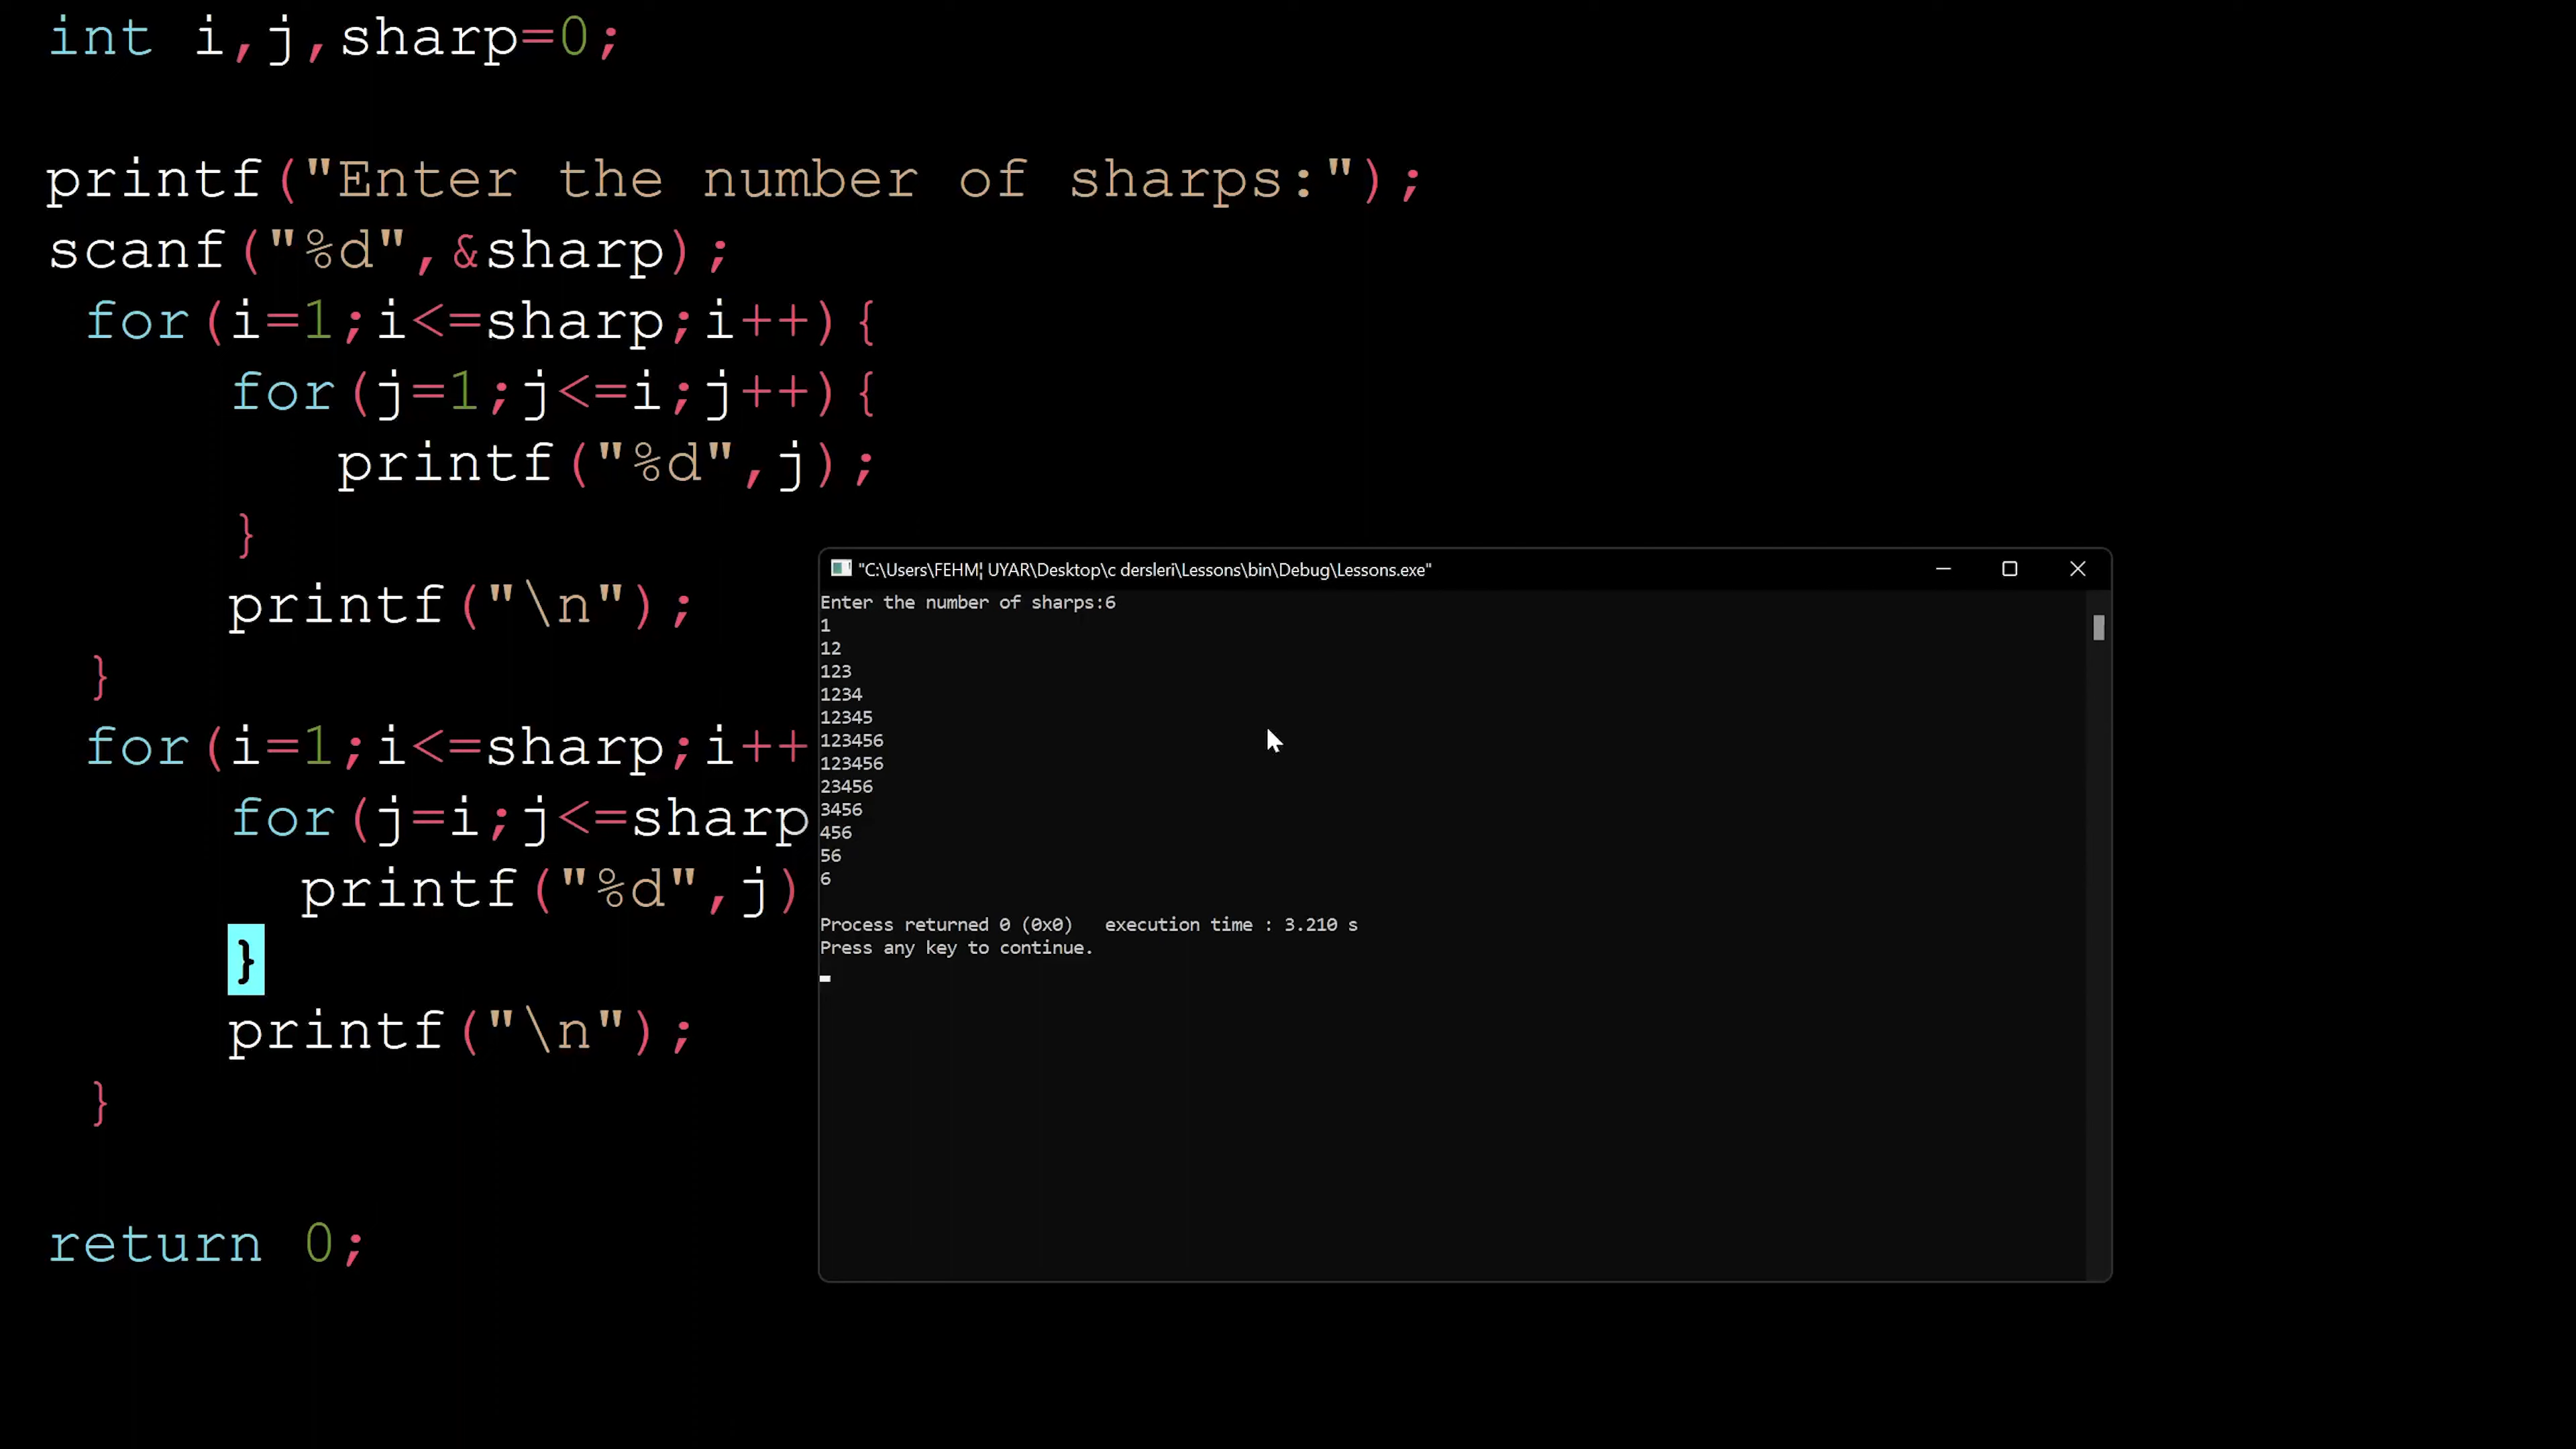 int i,j,sharp=0;
printf("Enter the number of sharps:");
scanf("%d",&sharp);
for(i=1;i<=sharp;i++){
for(j=1;j<=i;j++){
printf("%d",j);
}
printf("\n");
}
for(i=1;i<=sharp;i++
for(j=i;j<=sharp
printf("%d",j)
}
printf("\n");
}
return 0;
"C:\Users\FEHM¦ UYAR\Desktop\c dersleri\Lessons\bin\Debug\Lessons.exe"
Enter the number of sharps:6
1
12
123
1234
12345
123456
123456
23456
3456
456
56
6
Process returned 0 (0x0)   execution time : 3.210 s
Press any key to continue.